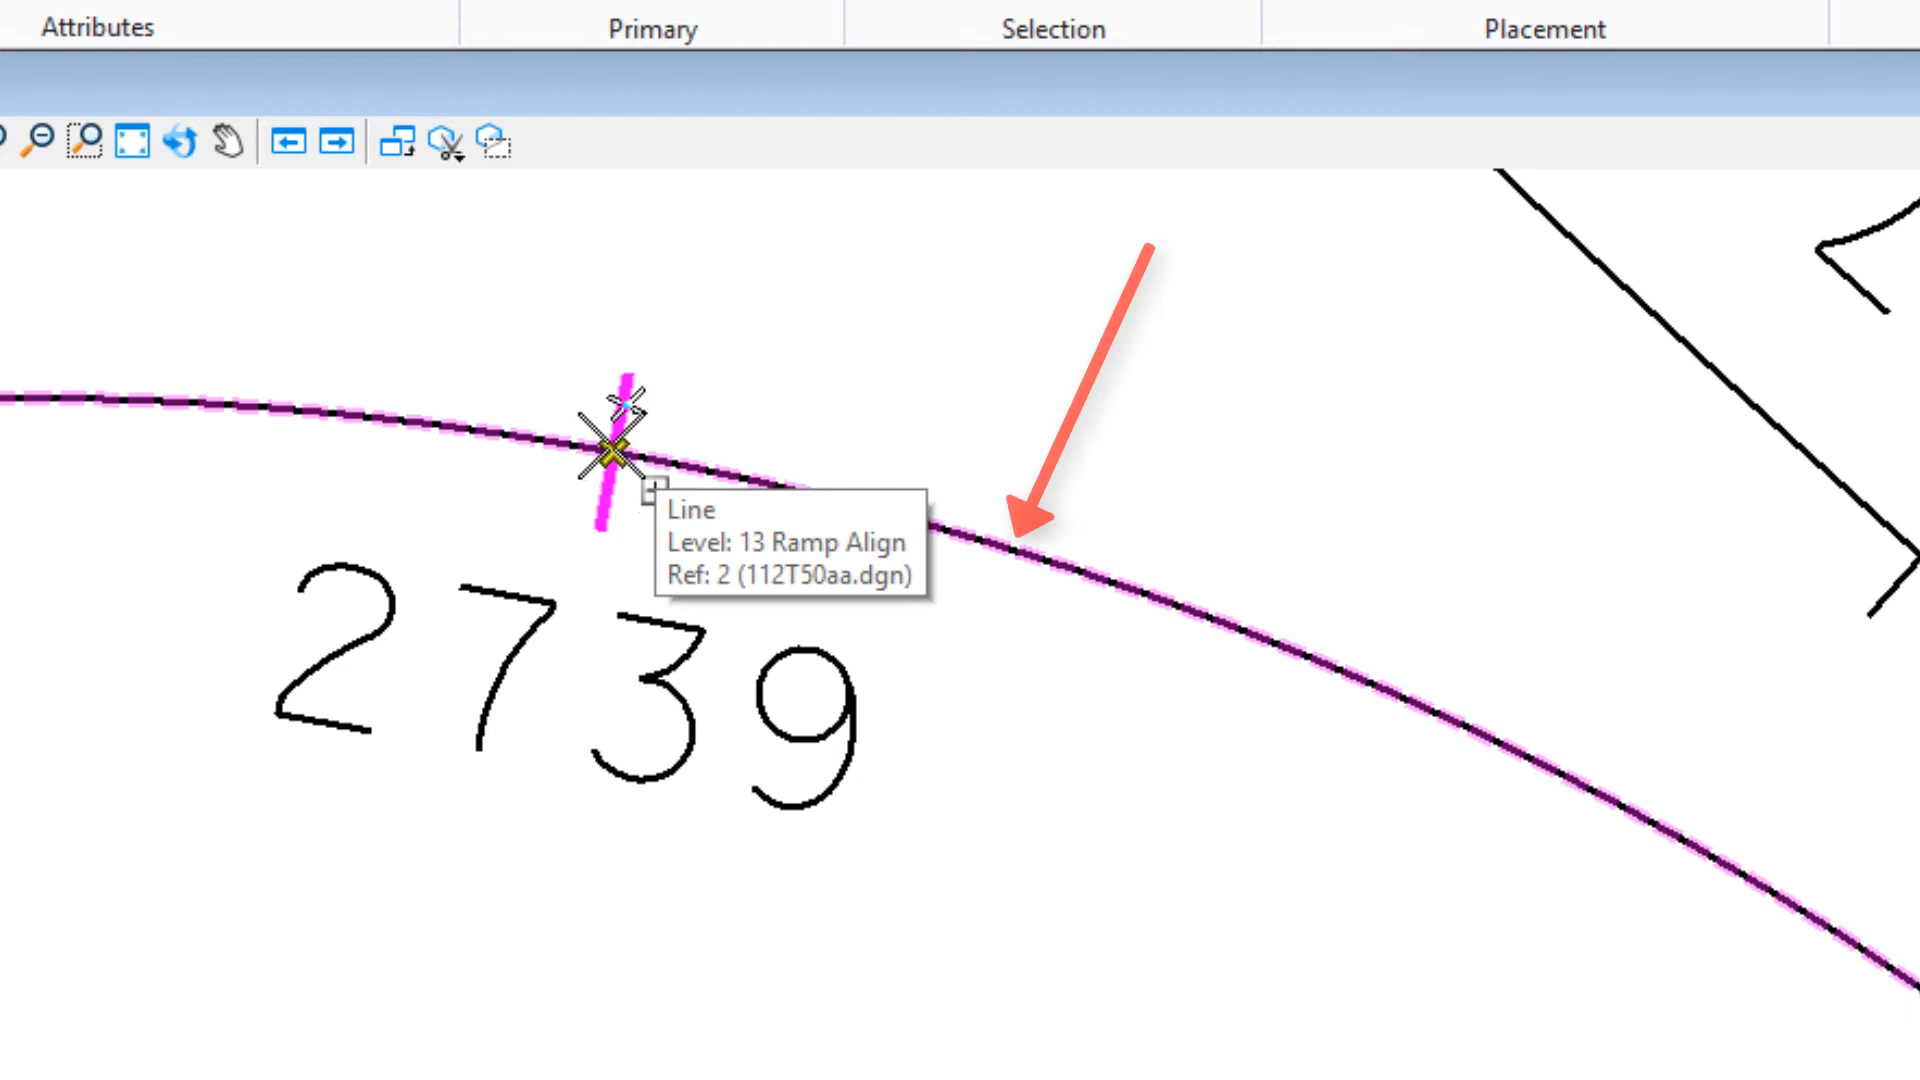 Attributes
Primary
Selection
Placement
Line
Level: 13 Ramp Align
Ref: 2 (112T50aa.dgn)
2739